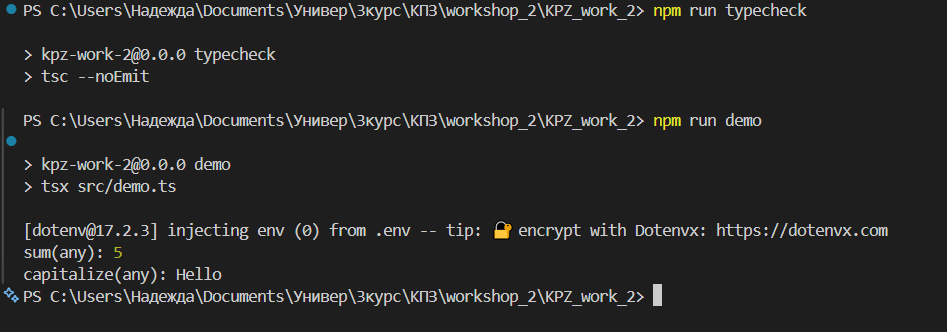 PS C:\Users\Надежда\Documents\Универ\3курс\КПЗ\workshop_2\KPZ_work_2> npm run typecheck
> kpz-work-2@0.0.0 typecheck
> tsc --noEmit
PS C:\Users\Надежда\Documents\Универ\3курс\КПЗ\workshop_2\KPZ_work_2> npm run demo
> kpz-work-2@0.0.0 demo
> tsx src/demo.ts
[dotenv@17.2.3] injecting env (0) from .env -- tip: 🔐 encrypt with Dotenvx: https://dotenvx.com
sum(any): 5
capitalize(any): Hello
PS C:\Users\Надежда\Documents\Универ\3курс\КПЗ\workshop_2\KPZ_work_2>